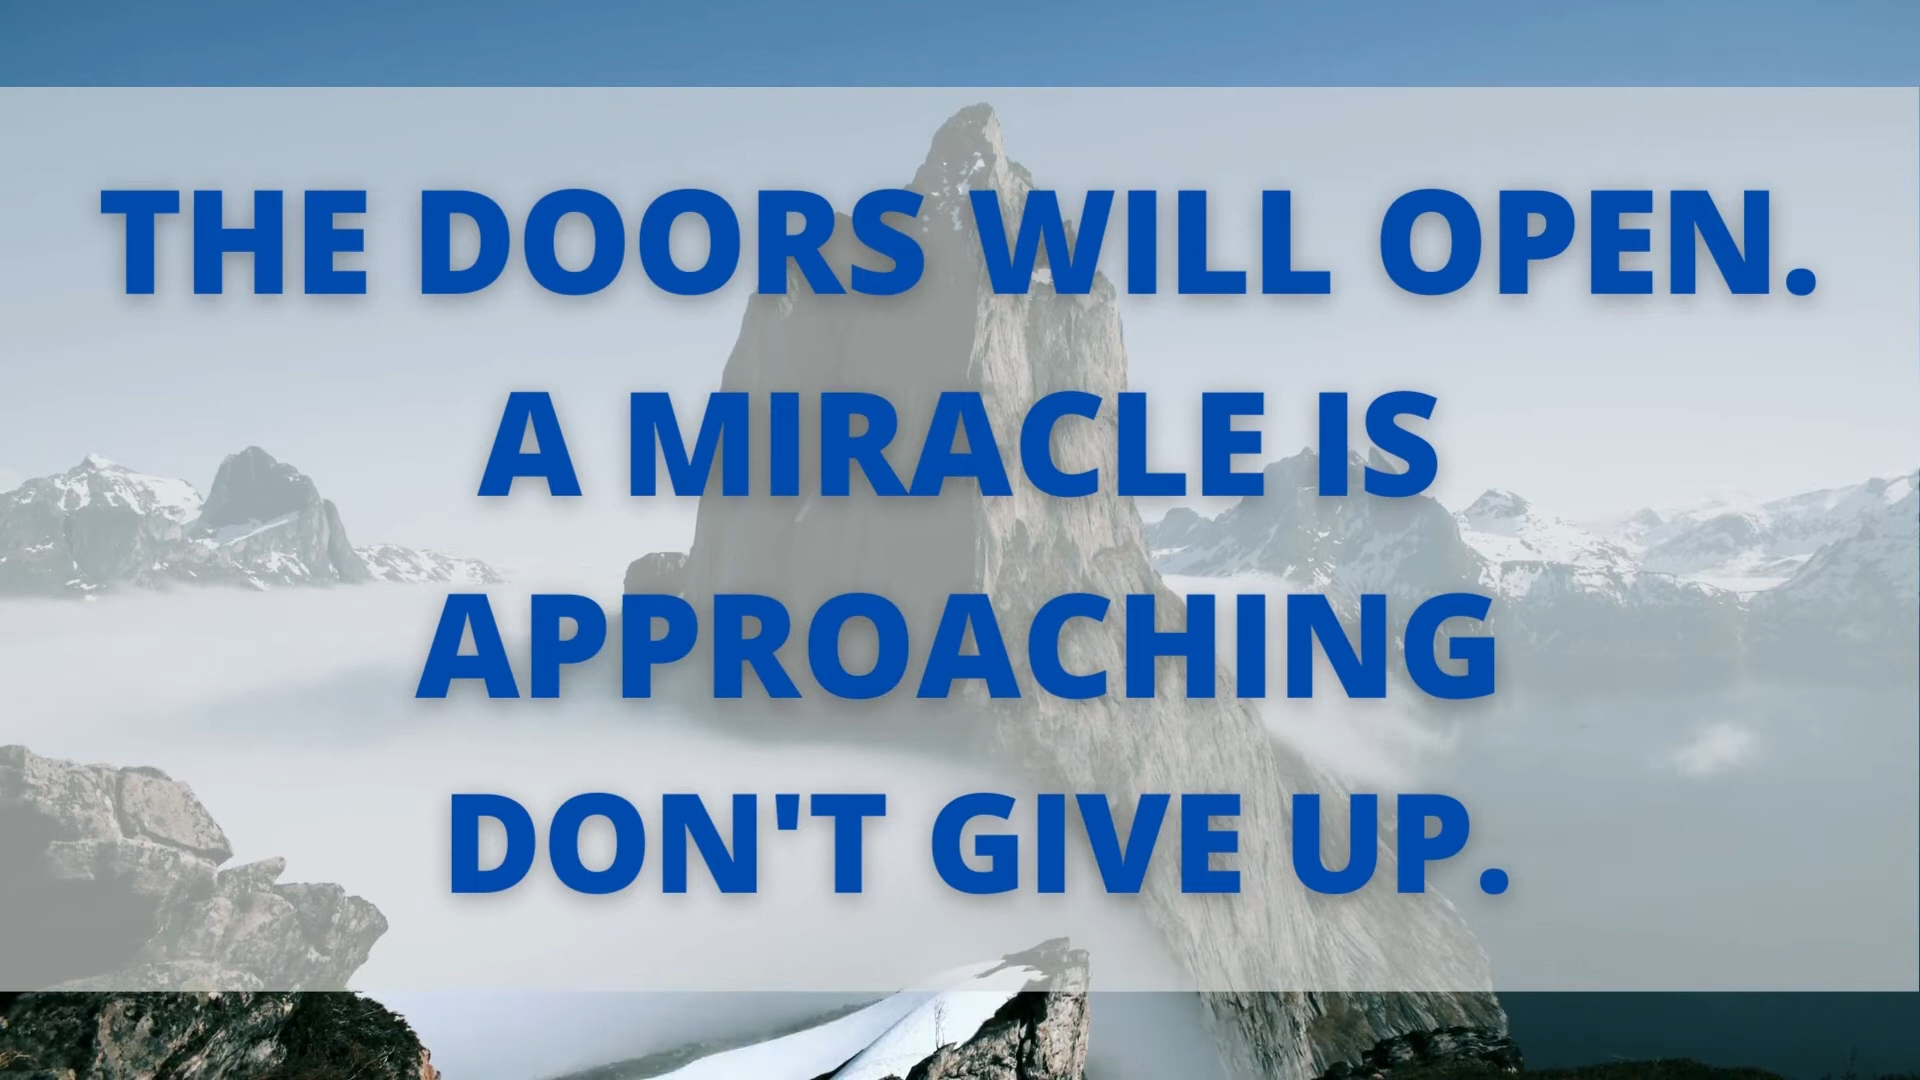 THE DOORS WILL OPEN.
A MIRACLE IS
APPROACHING
DON'T GIVE UP.